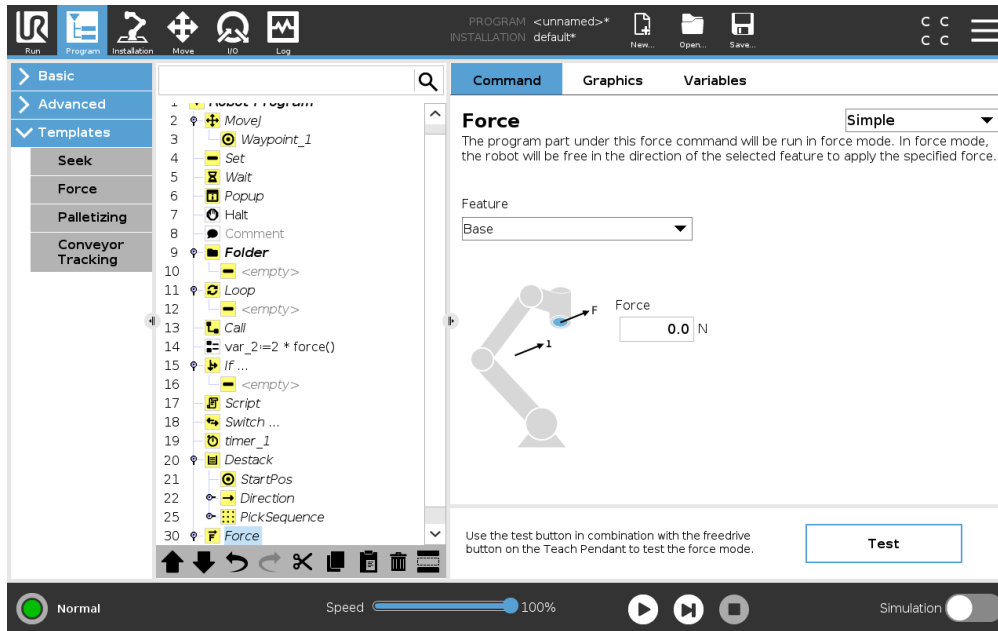 PROGRAM <unnamed>*
INSTALLATION default*
UR
Run
Program
Installation
Move
I/O
Log
New...
Open...
Save...
C C
C C
Basic
Advanced
Templates
Seek
Force
Palletizing
Conveyor
Tracking
1 Robot Program
2 MoveJ
3 Waypoint_1
4 Set
5 Wait
6 Popup
7 Halt
8 Comment
9 Folder
10 <empty>
11 Loop
12 <empty>
13 Call
14 var_2:=2 * force()
15 If ...
16 <empty>
17 Script
18 Switch ...
19 timer_1
20 Destack
21 StartPos
22 Direction
25 PickSequence
30 Force
Command Graphics Variables
Force
Simple
The program part under this force command will be run in force mode. In force mode,
the robot will be free in the direction of the selected feature to apply the specified force.
Feature
Base
F
1
Force
0.0 N
Use the test button in combination with the freedrive
button on the Teach Pendant to test the force mode.
Test
Normal
Speed 100%
Simulation